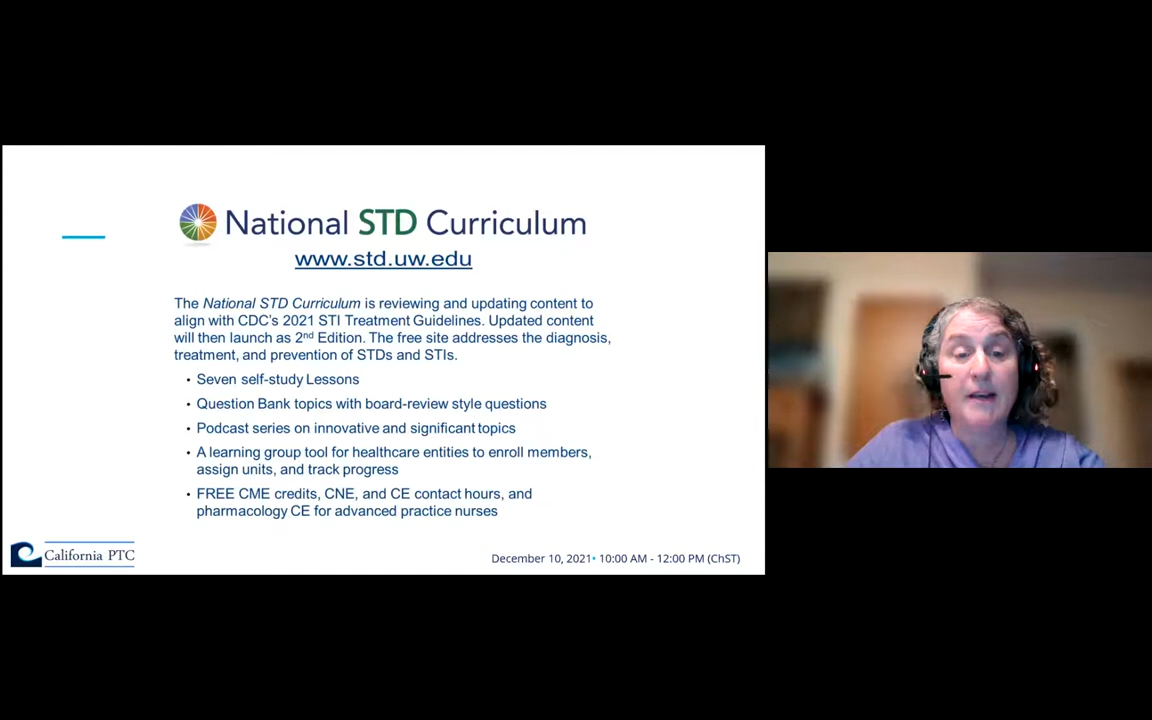 National STD Curriculum
www.std.uw.edu
The National STD Curriculum is reviewing and updating content to
align with CDC's 2021 STI Treatment Guidelines. Updated content
will then launch as 2nd Edition. The free site addresses the diagnosis,
treatment, and prevention of STDs and STIs.
• Seven self-study Lessons
• Question Bank topics with board-review style questions
• Podcast series on innovative and significant topics
• A learning group tool for healthcare entities to enroll members,
assign units, and track progress
• FREE CME credits, CNE, and CE contact hours, and
pharmacology CE for advanced practice nurses
California PTC
December 10, 2021• 10:00 AM - 12:00 PM (ChST)